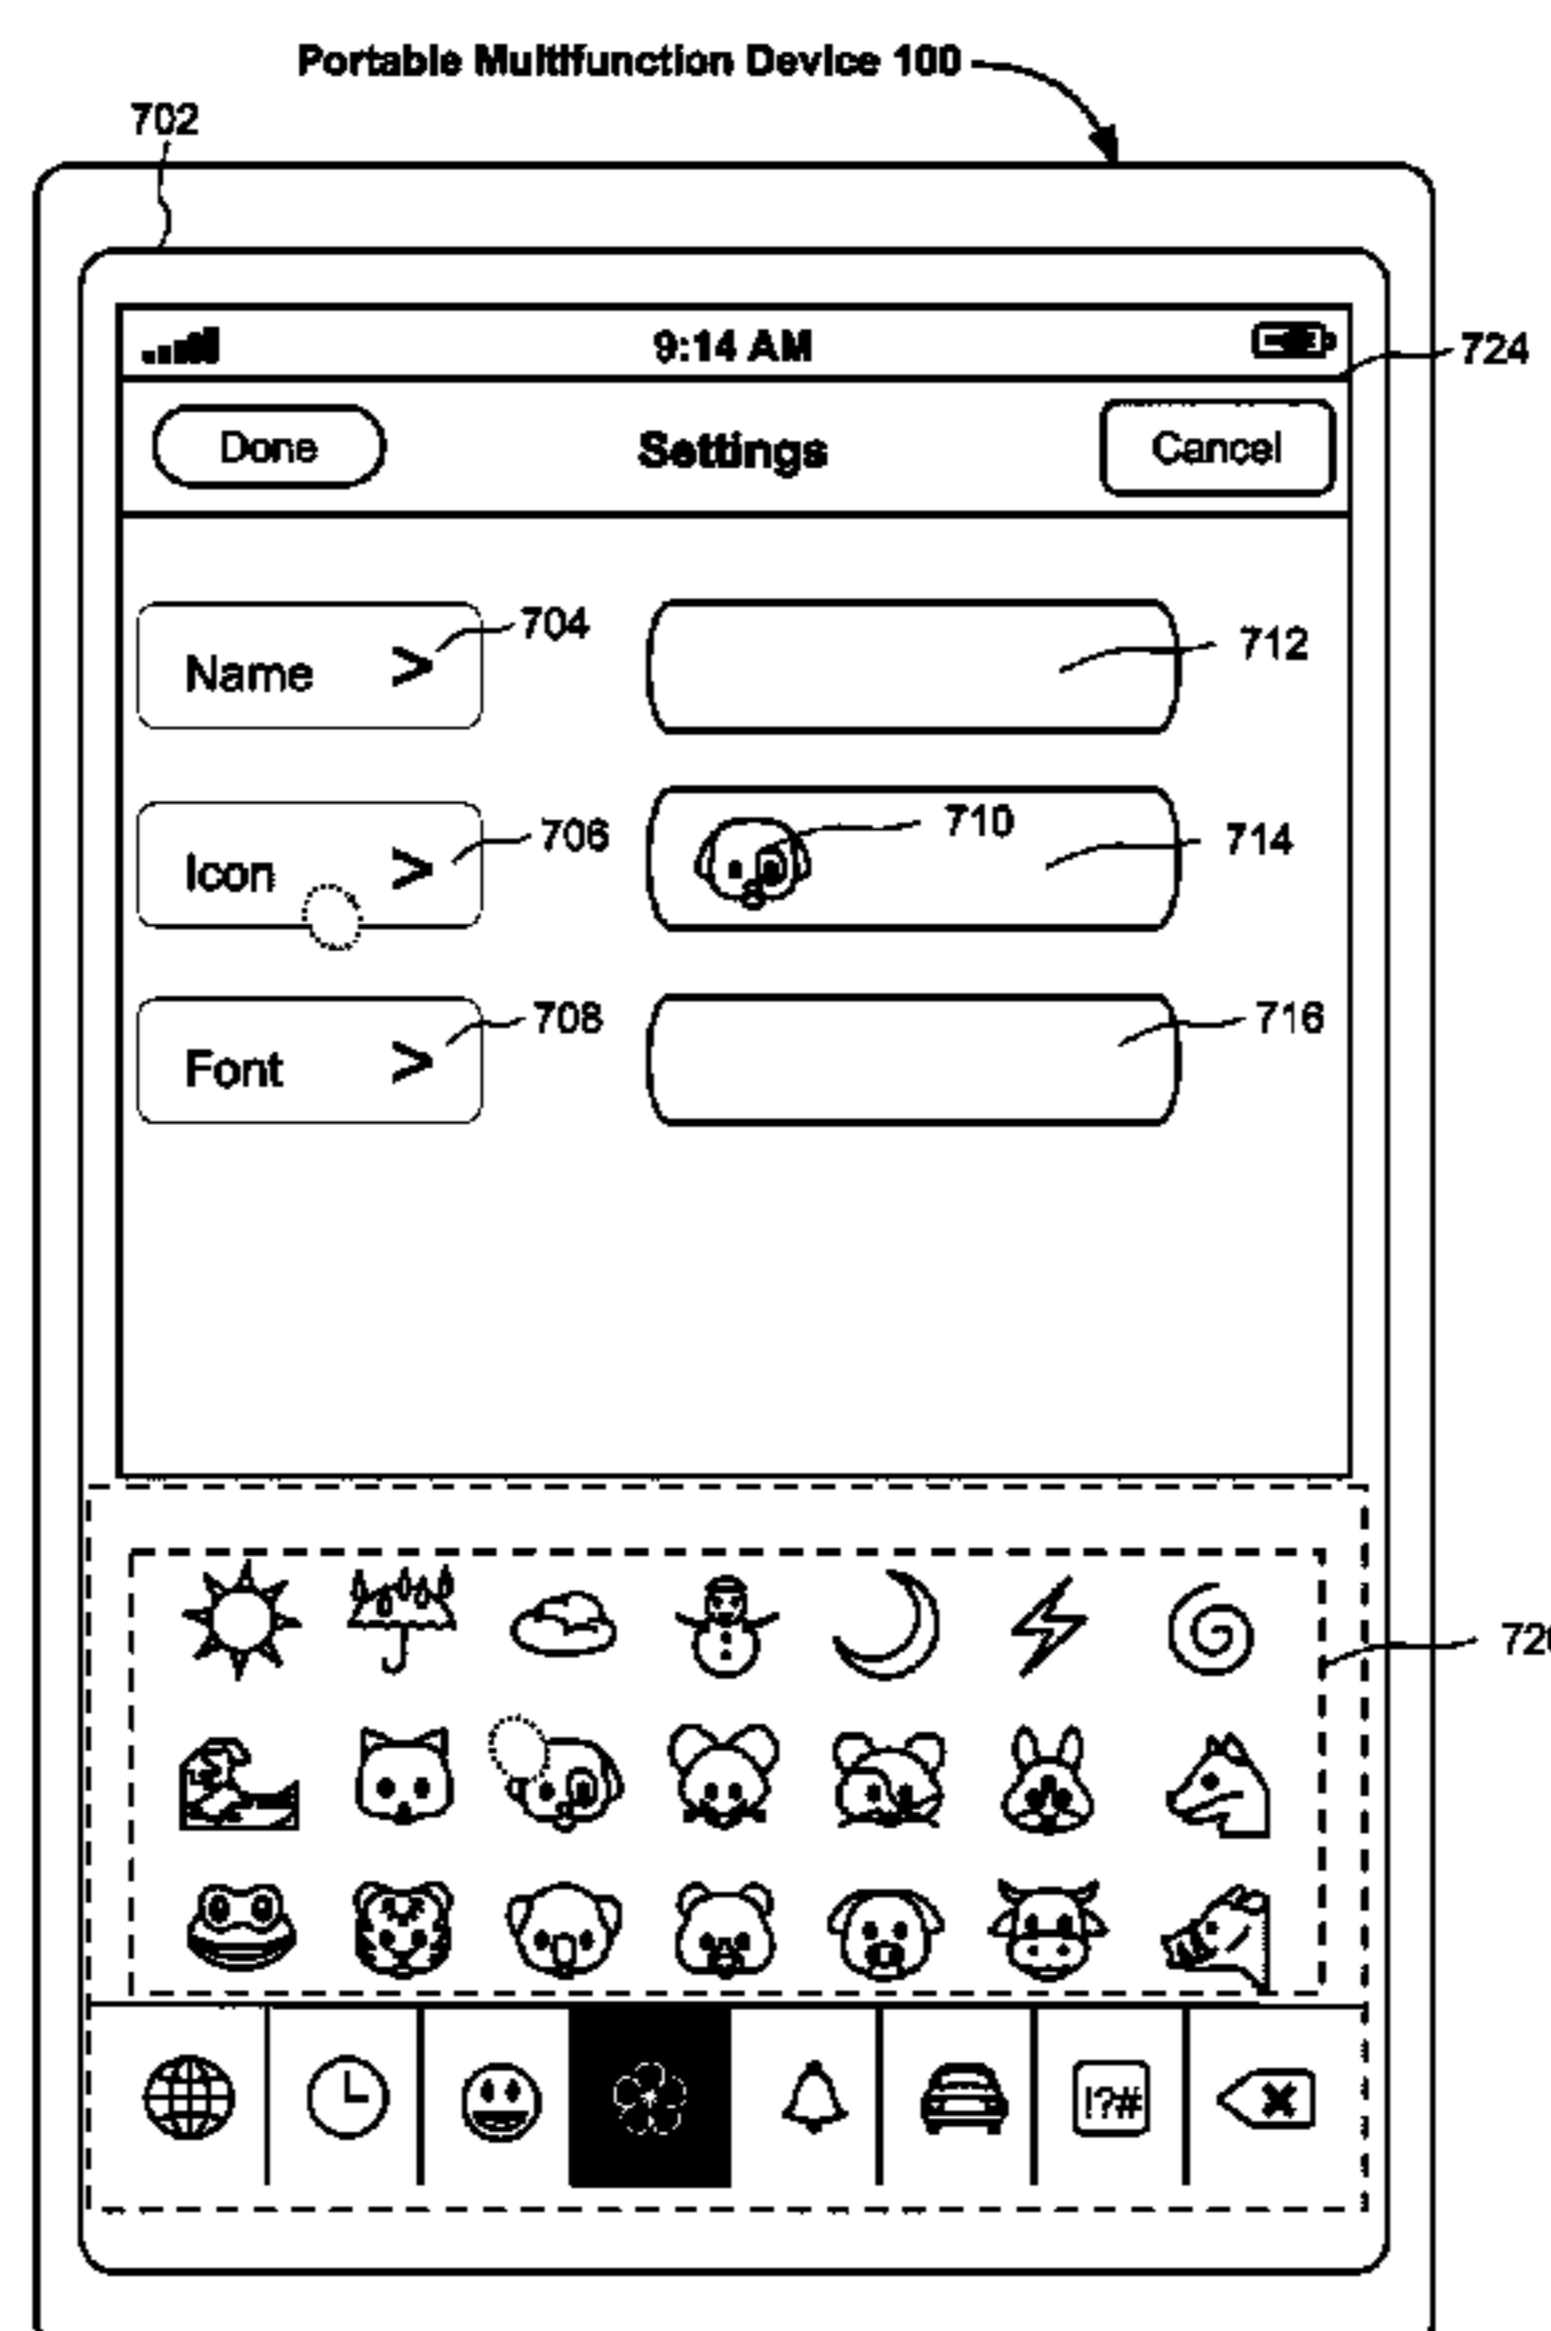 Portable Multifunction Device 100
702
9:14 AM
724
Done
Settings
Cancel
Name >
704
712
Icon >
706
710
714
Font >
708
716
!?#